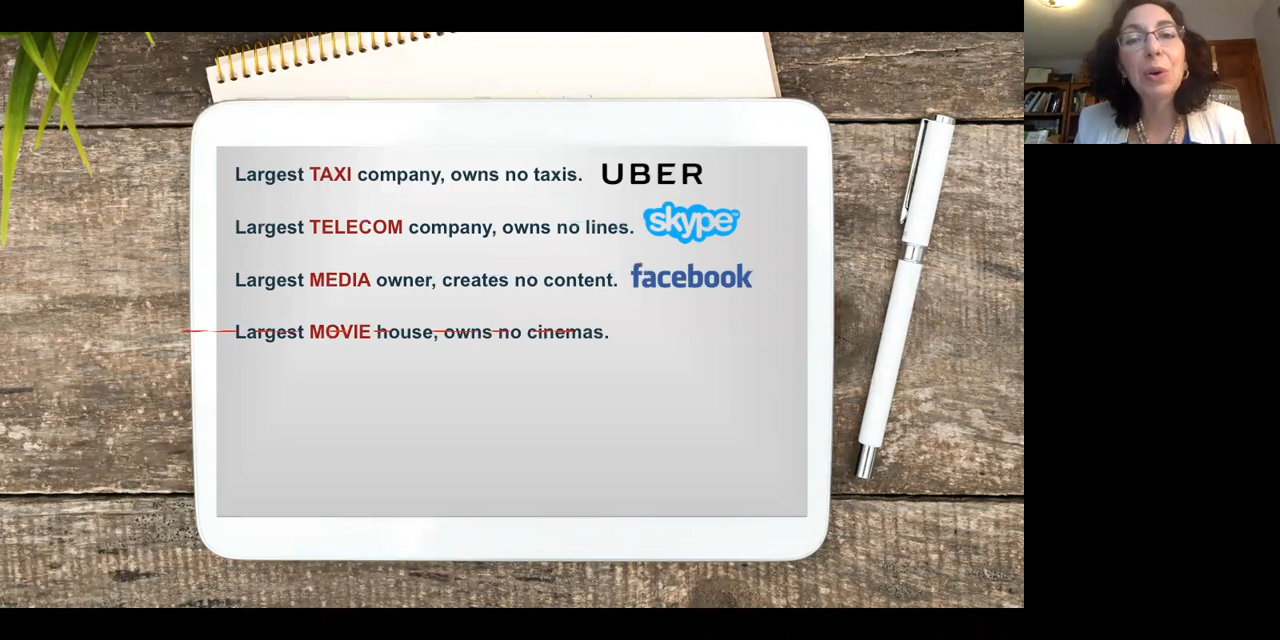 Largest TAXI company, owns no taxis. UBER
Largest TELECOM company, owns no lines. skype™
Largest MEDIA owner, creates no content. facebook
Largest MOVIE house, owns no cinemas.